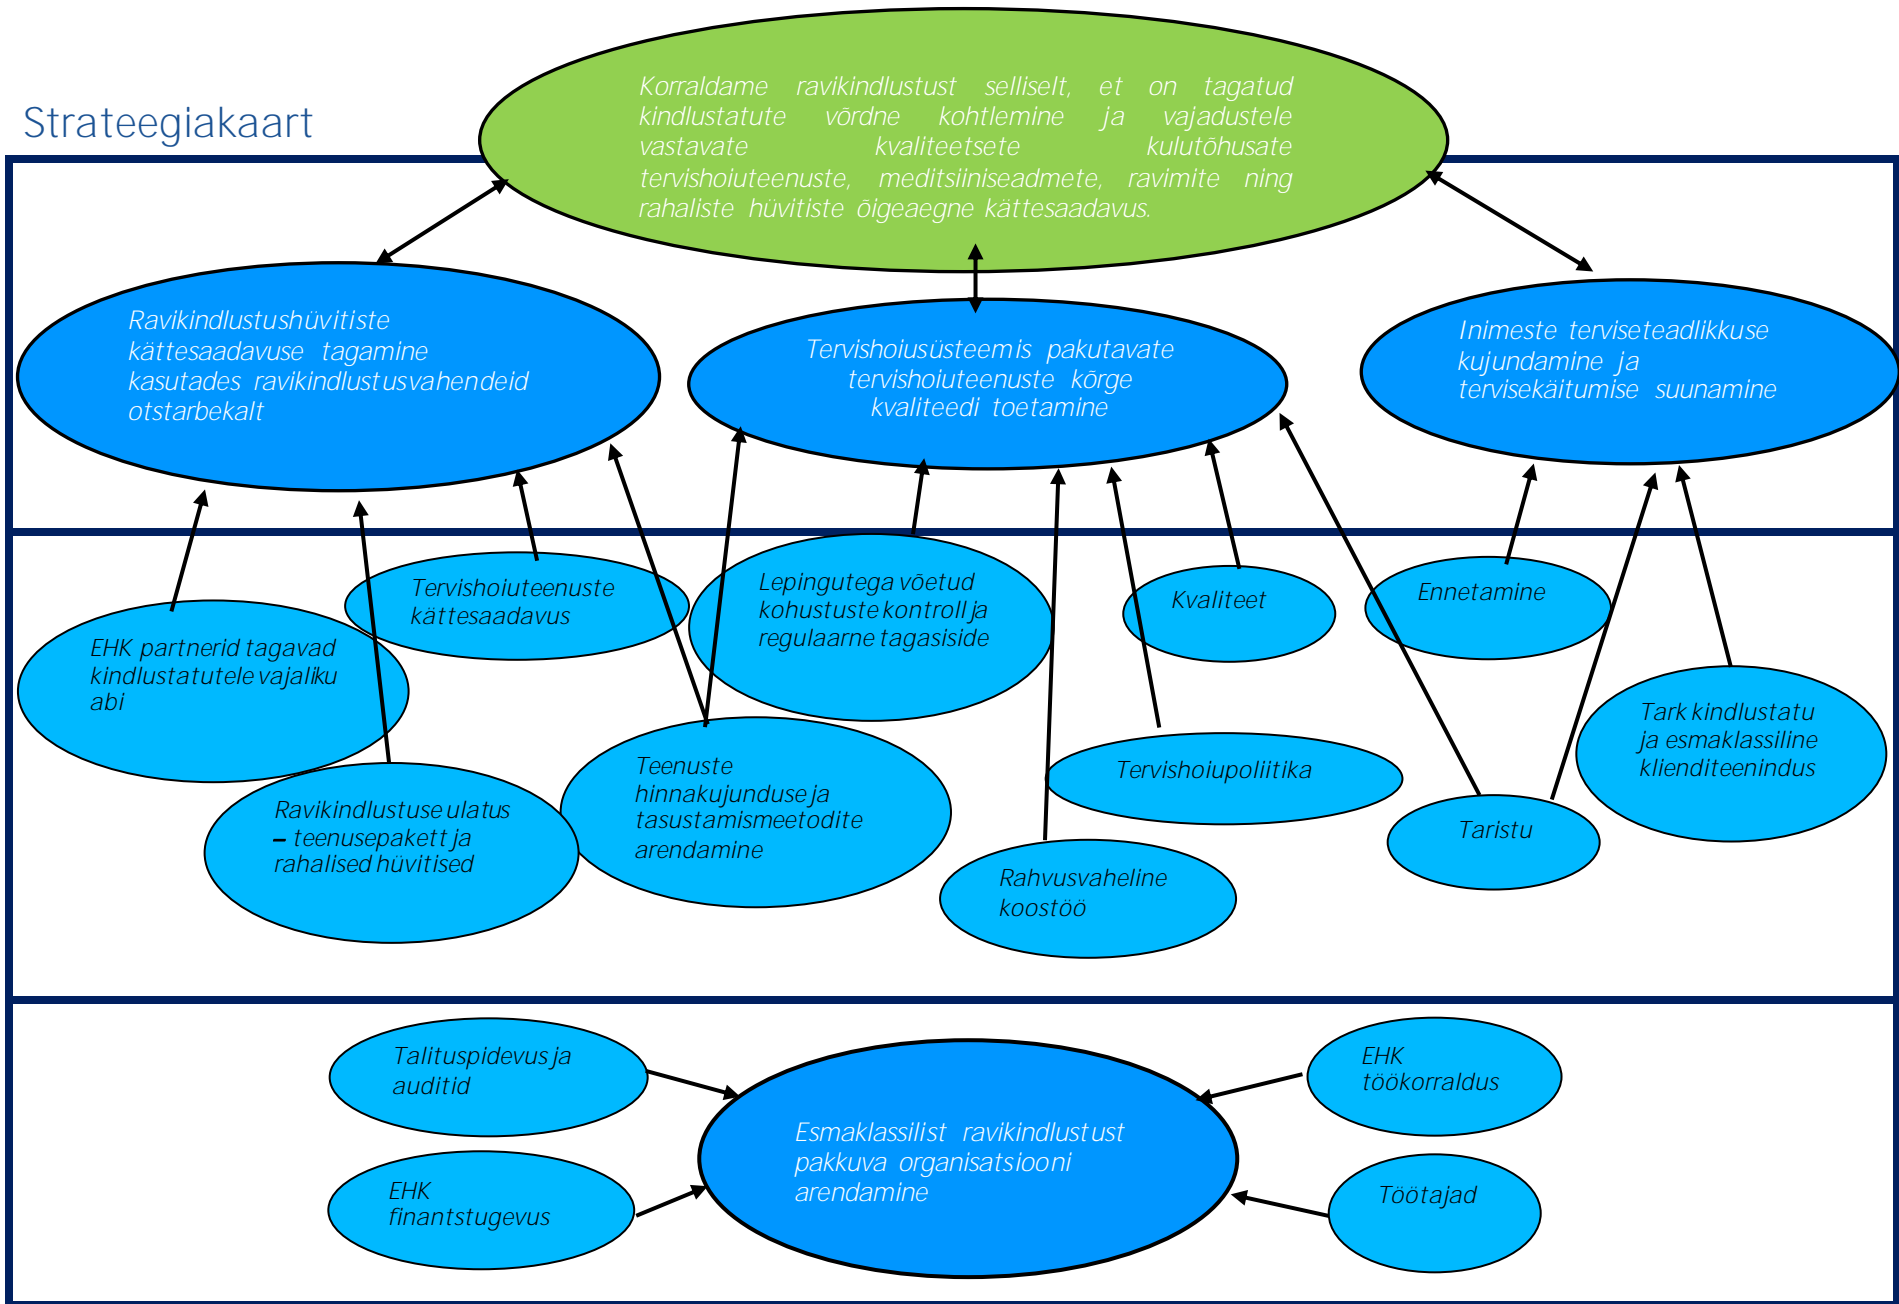 Strateegiakaart
Korraldame ravikindlustust selliselt, et on tagatud
kindlustatute võrdne kohtlemine ja vajadustele
vastavate kvaliteetsete kulutõhusate
tervishoiuteenuste, meditsiiniseadmete, ravimite ning
rahaliste hüvitiste õigeaegne kättesaadavus.
Ravikindlustushüvitiste
kättesaadavuse tagamine
kasutades ravikindlustusvahendeid
otstarbekalt
Tervishoiusüsteemis pakutavate
tervishoiuteenuste kõrge
kvaliteedi toetamine
Inimeste terviseteadlikkuse
kujundamine ja
tervisekäitumise suunamine
EHK partnerid tagavad
kindlustatutele vajaliku
abi
Tervishoiuteenuste
kättesaadavus
Lepingutega võetud
kohustuste kontroll ja
regulaarne tagasiside
Kvaliteet
Ennetamine
Ravikindlustuse ulatus
– teenusepakett ja
rahalised hüvitised
Teenuste
hinnakujunduse ja
tasustamismeetodite
arendamine
Rahvusvaheline
koostöö
Tervishoiupoliitika
Taristu
Tark kindlustatu
ja esmaklassiline
klienditeenindus
Talituspidevus ja
auditid
EHK
finantstugevus
Esmaklassilist ravikindlustust
pakkuva organisatsiooni
arendamine
EHK
töökorraldus
Töötajad